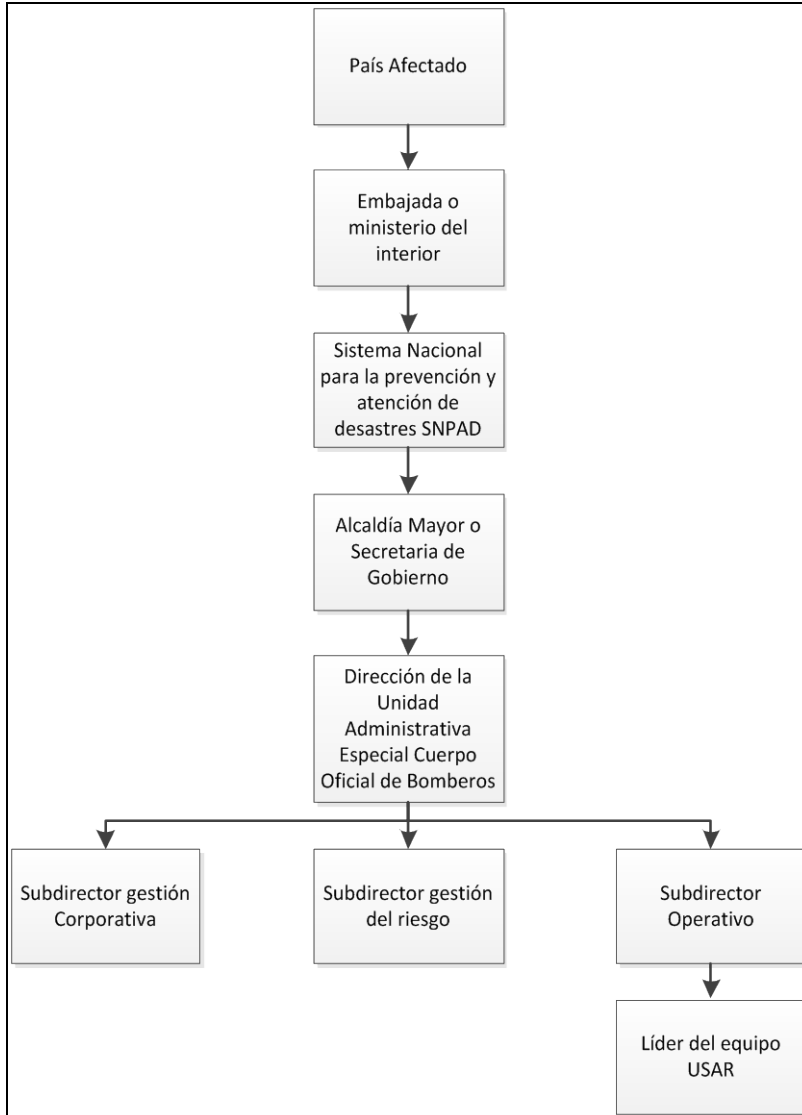 País Afectado
Embajada o
ministerio del
interior
Sistema Nacional
para la prevención y
atención de
desastres SNPAD
Alcaldía Mayor o
Secretaria de
Gobierno
Dirección de la
Unidad
Administrativa
Especial Cuerpo
Oficial de Bomberos
Subdirector gestión
Corporativa
Subdirector gestión
del riesgo
Subdirector
Operativo
Líder del equipo
USAR